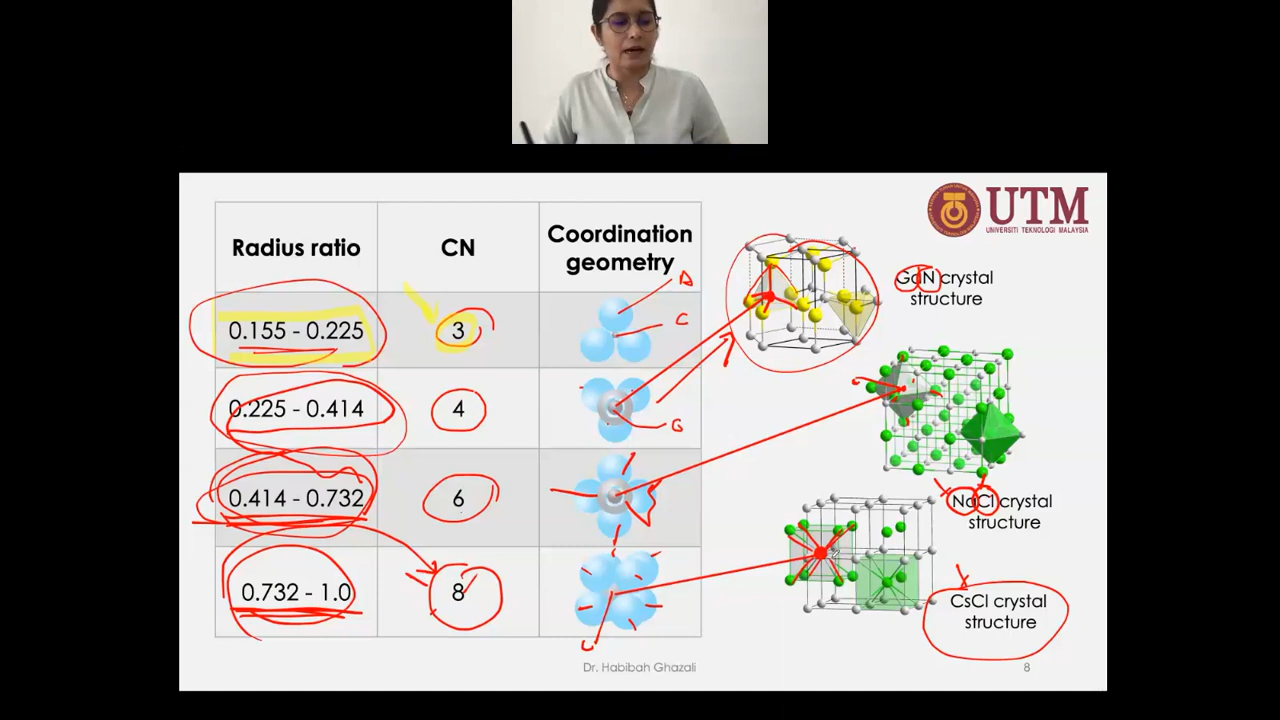 UTM
UNIVERSITI TEKNOLOGI MALAYSIA
Radius ratio
CN
Coordination
geometry
0.155 - 0.225
3
0.225 - 0.414
4
0.414 - 0.732
6
0.732 - 1.0
8
A
C
B
C
GaN crystal
structure
NaCl crystal
structure
CsCl crystal
structure
Dr. Habibah Ghazali
8